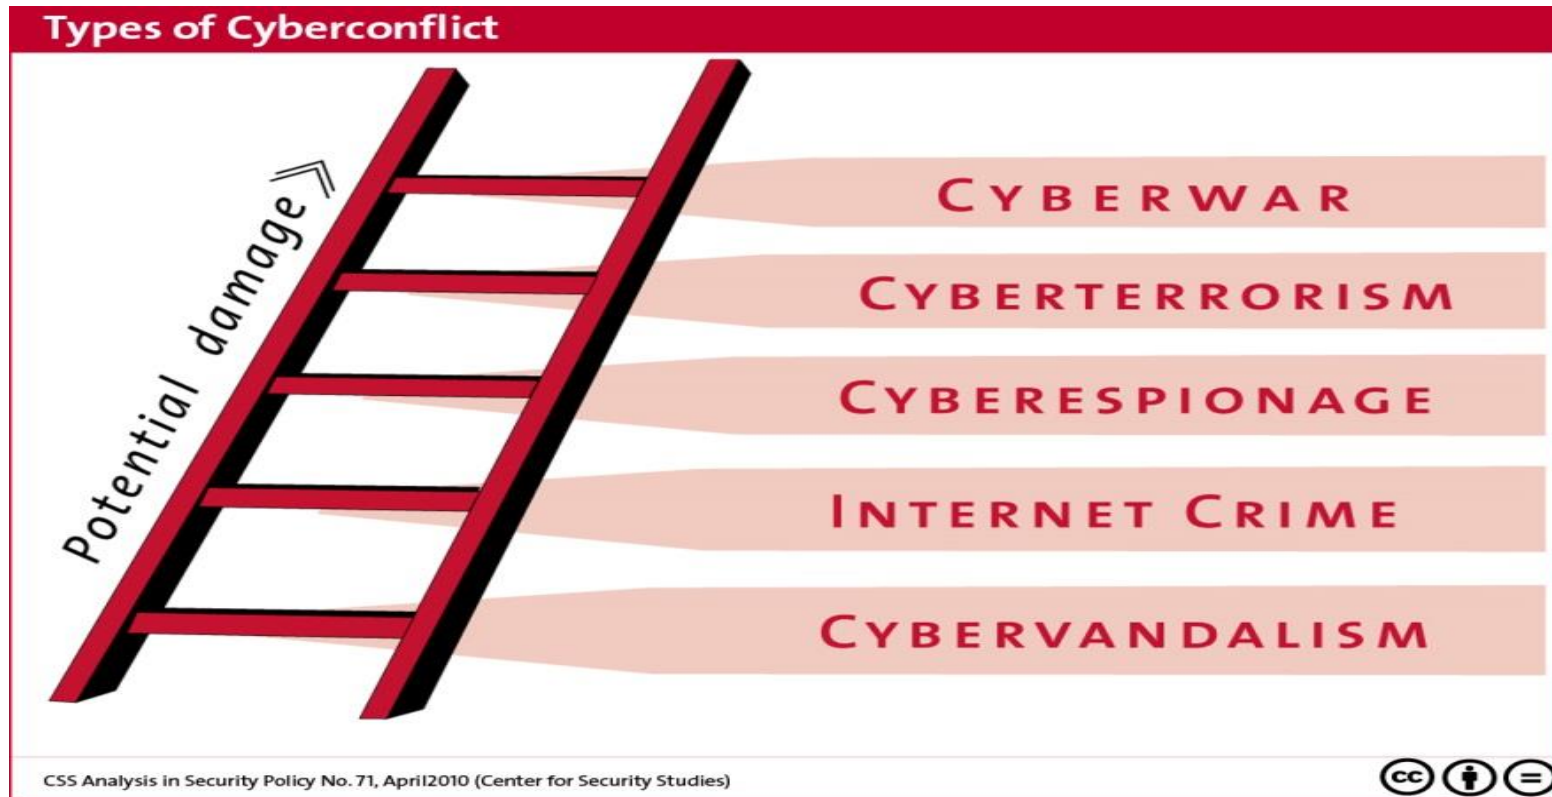 Types of Cyberconflict
Potential damage
CYBERWAR
CYBERTERRORISM
CYBERESPIONAGE
INTERNET CRIME
CYBERVANDALISM
CSS Analysis in Security Policy No. 71, April2010 (Center for Security Studies)
cc